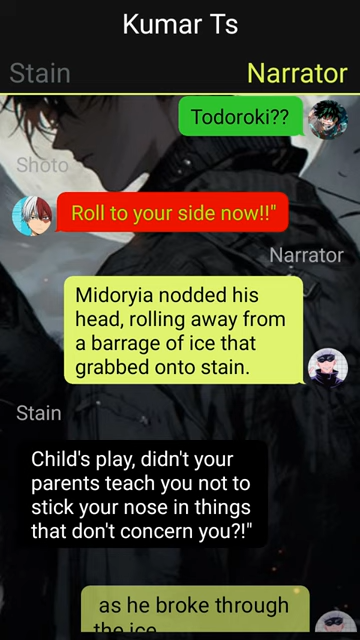 Kumar Ts
Stain
Narrator
Todoroki??
Shoto
Roll to your side now!!"
Narrator
Midoryia nodded his
head, rolling away from
a barrage of ice that
grabbed onto stain.
Stain
Child's play, didn't your
parents teach you not to
stick your nose in things
that don't concern you?!"
as he broke through
the ice